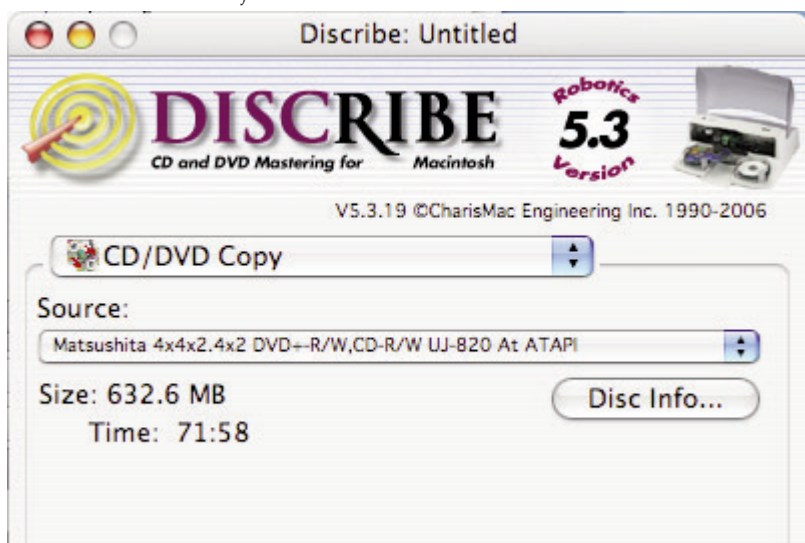 Discribe: Untitled
DISCRIBE
CD and DVD Mastering for Macintosh
Robotics
5.3
Version
V5.3.19 ©CharisMac Engineering Inc. 1990-2006
CD/DVD Copy
Source:
Matsushita 4x4x2.4x2 DVD+-R/W,CD-R/W UJ-820 At ATAPI
Size: 632.6 MB
Disc Info...
Time: 71:58